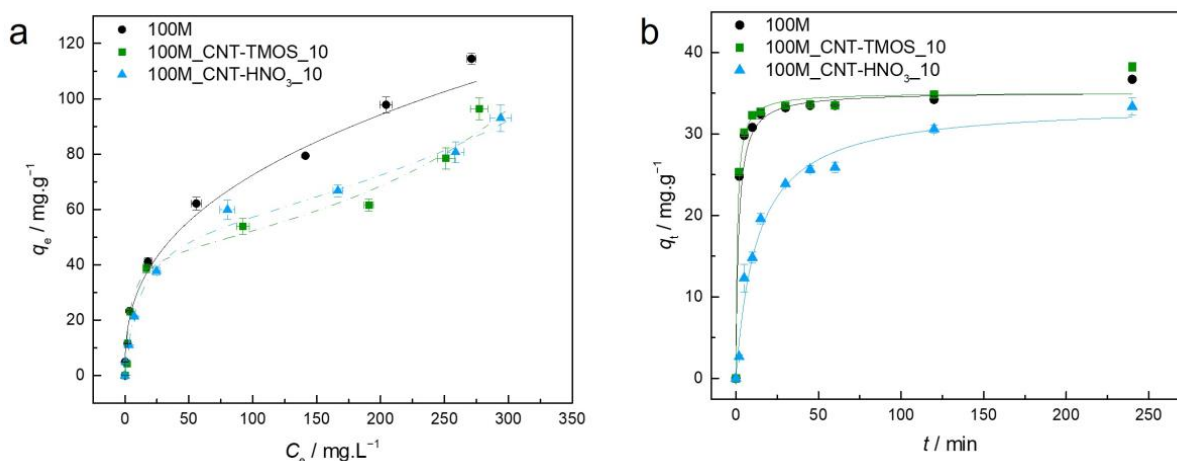 a
100M
100M_CNT-TMOS_10
100M_CNT-HNO₃_10
120
100
80
60
40
20
0
qₑ / mg.g⁻¹
0 50 100 150 200 250 300 350
Cₑ / mg.L⁻¹
b
100M
100M_CNT-TMOS_10
100M_CNT-HNO₃_10
40
30
20
10
0
qₜ / mg.g⁻¹
0 50 100 150 200 250
t / min